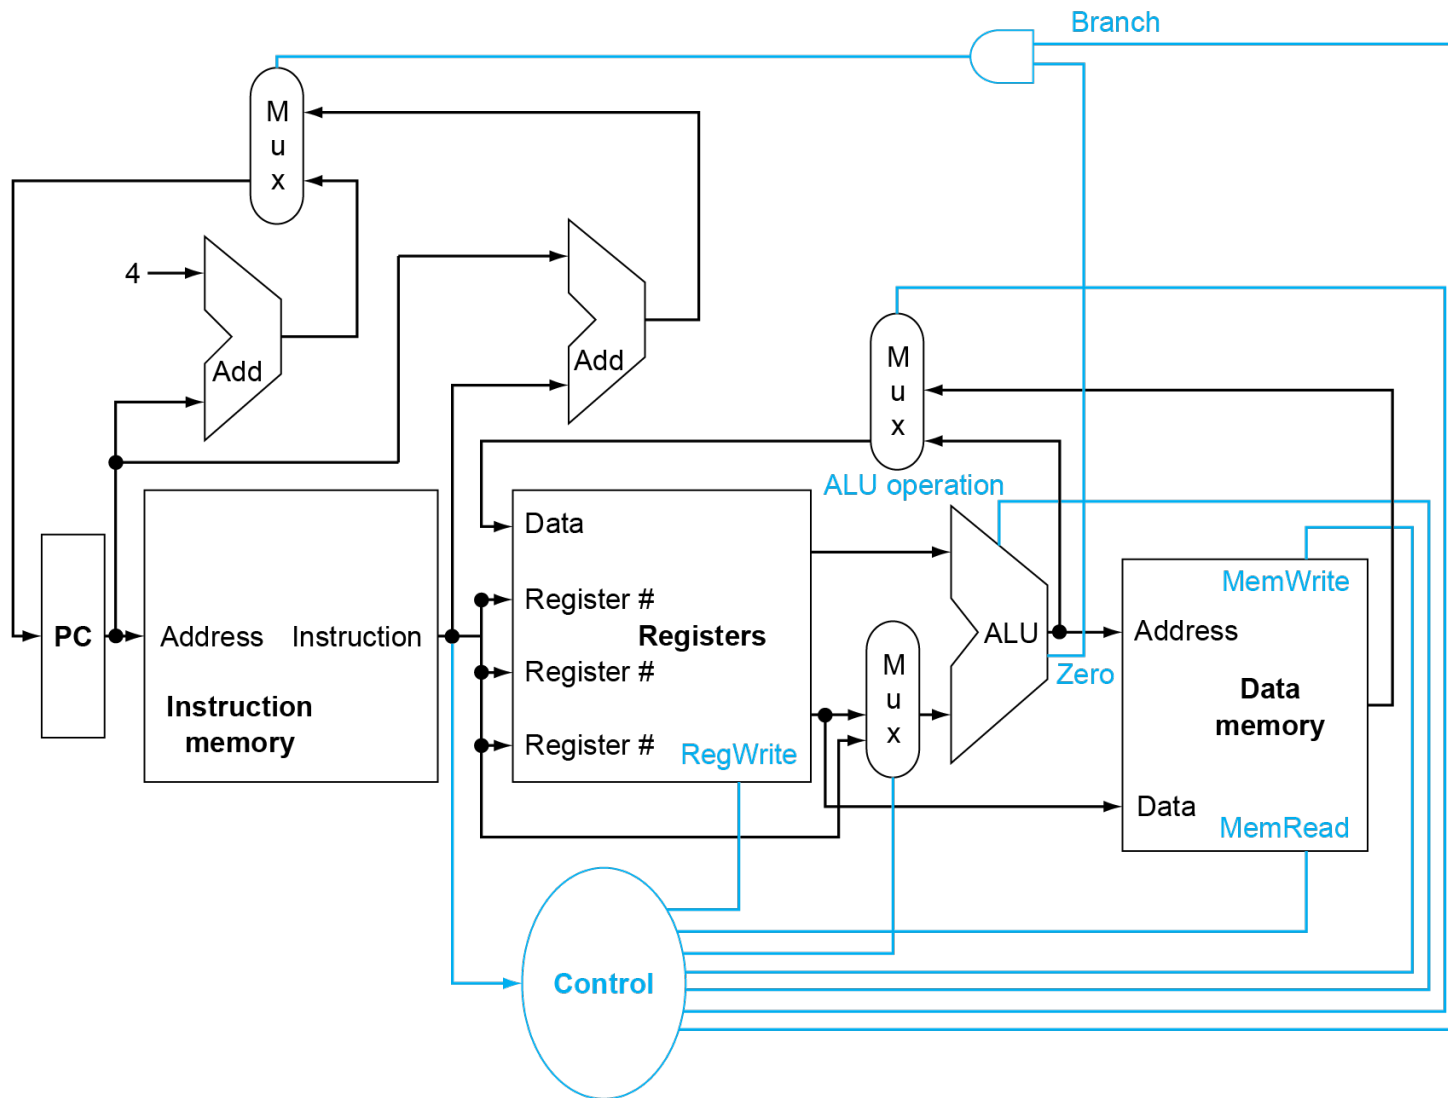 Branch
M
u
x
4
Add
Add
M
u
x
ALU operation
Data
Register #
Registers
Register #
Register #
RegWrite
PC
Address
Instruction
Instruction
memory
M
u
x
ALU
Zero
MemWrite
Address
Data
memory
Data
MemRead
Control